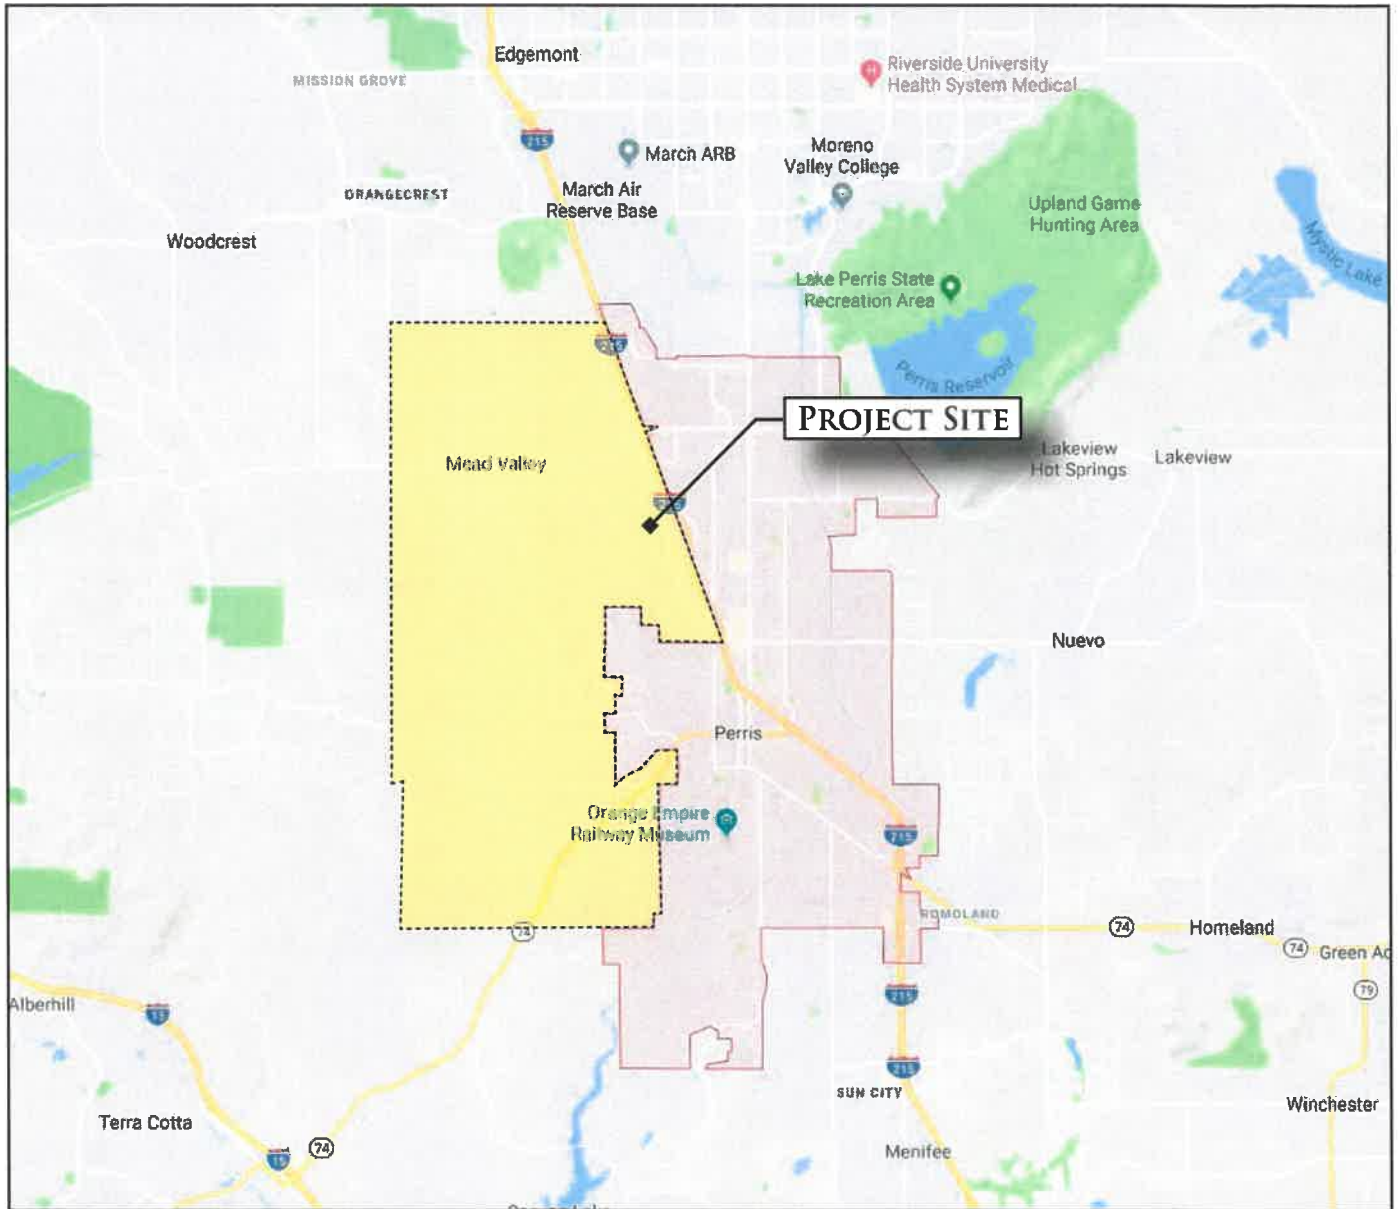 Edgemont
Riverside University
Health System Medical
MISSION GROVE
215
March ARB
Moreno
Valley College
ORANGECREST
March Air
Reserve Base
Upland Game
Hunting Area
Woodcrest
Mystic Lake
Lake Perris State
Recreation Area
215
Perris Reservoir
PROJECT SITE
Mead Valley
Lakeview
Hot Springs
Lakeview
215
Nuevo
Perris
Orange Empire
Railway Museum
215
ROMOLAND
74
74
Homeland
74
Green Ac
79
Alberhill
15
215
215
SUN CITY
Winchester
Terra Cotta
74
15
Menifee